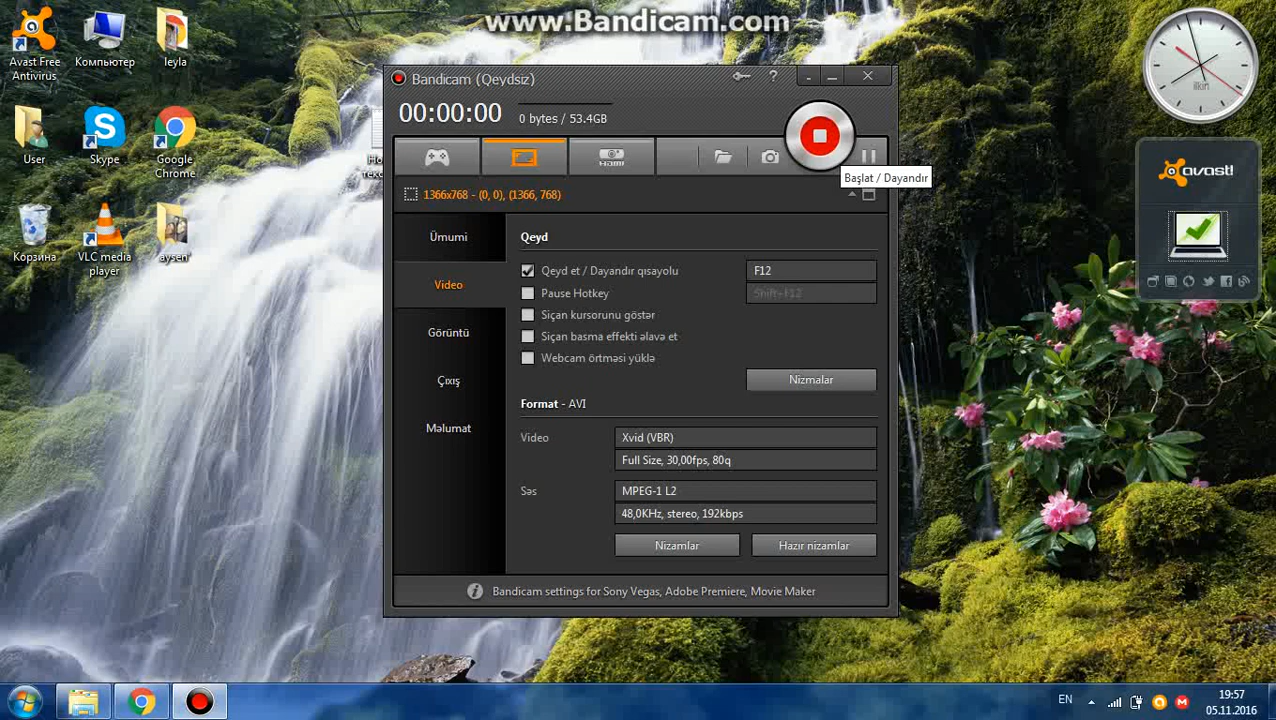 www.Bandicam.com
Avast Free
Antivirus
Компьютер
leyla
User
Skype
Google
Chrome
Корзина
VLC media
player
aysen
Bandicam (Qeydsiz)
00:00:00
0 bytes / 53.4GB
HDMI
Başlat / Dayandır
1366x768 - (0, 0), (1366, 768)
Ümumi
Video
Görüntü
Çıxış
Məlumat
Qeyd
Qeyd et / Dayandır qısayolu
F12
Pause Hotkey
Shift+F12
Siçan kursorunu göstər
Siçan basma effekti əlavə et
Webcam örtməsi yüklə
Nizmalar
Format - AVI
Video
Xvid (VBR)
Full Size, 30,00fps, 80q
Səs
MPEG-1 L2
48,0KHz, stereo, 192kbps
Nizamlar
Hazır nizamlar
Bandicam settings for Sony Vegas, Adobe Premiere, Movie Maker
ilkin
avast!
EN
19:57
05.11.2016